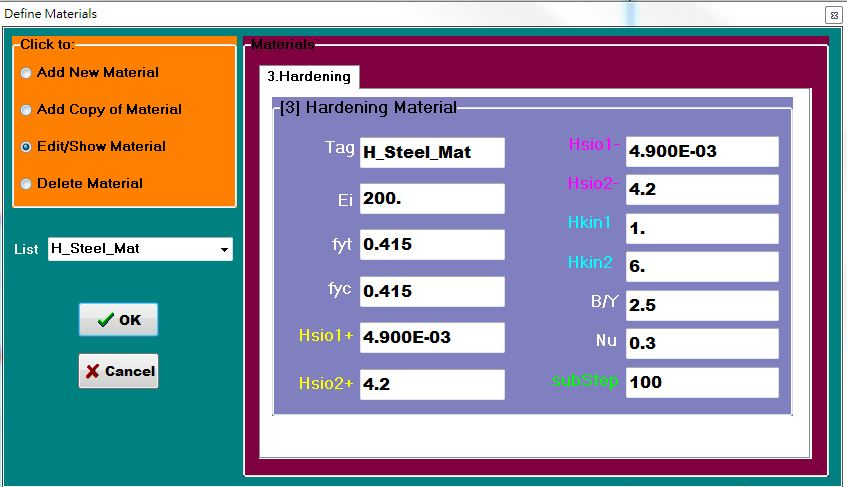 Define Materials
Click to:
Add New Material
Add Copy of Material
Edit/Show Material
Delete Material
List H_Steel_Mat
OK
Cancel
Materials
3.Hardening
[3] Hardening Material
Tag H_Steel_Mat
Ei 200.
fyt 0.415
fyc 0.415
Hsio1+ 4.900E-03
Hsio2+ 4.2
Hsio1- 4.900E-03
Hsio2- 4.2
Hkin1 1.
Hkin2 6.
B/Y 2.5
Nu 0.3
subStep 100